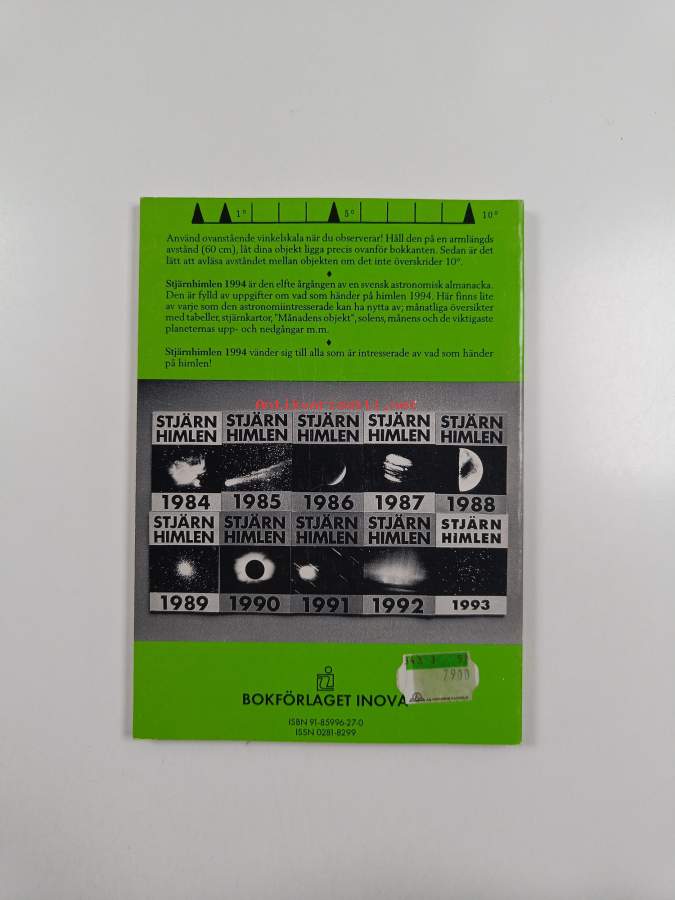 1° 5° 10°
Använd ovanstående vinkelskala när du observerar! Håll den på en armlängds
avstånd (60 cm), låt dina objekt ligga precis ovanför bokkanten. Sedan är det
lätt att avläsa avståndet mellan objekten om det inte överskrider 10°.
Stjärnhimlen 1994 är den elfte årgången av en svensk astronomisk almanacka.
Den är fylld av uppgifter om vad som händer på himlen 1994. Här finns lite
av varje som den astronomiintresserade kan ha nytta av; månatliga översikter
med tabeller, stjärnkartor, "Månadens objekt", solens, månens och de viktigaste
planeternas upp- och nedgångar m.m.
Stjärnhimlen 1994 vänder sig till alla som är intresserade av vad som händer
på himlen!
Antikvariaatti.net
STJÄRN STJÄRN STJÄRN STJÄRN STJÄRN
HIMLEN HIMLEN HIMLEN HIMLEN HIMLEN
1984 1985 1986 1987 1988
STJÄRN STJÄRN STJÄRN STJÄRN STJÄRN
HIMLEN HIMLEN HIMLEN HIMLEN HiMLEN
1989 1990 1991 1992 1993
7900
BOKFÖRLAGET INOVA
ISBN 91-85996-27-0
ISSN 0281-8299